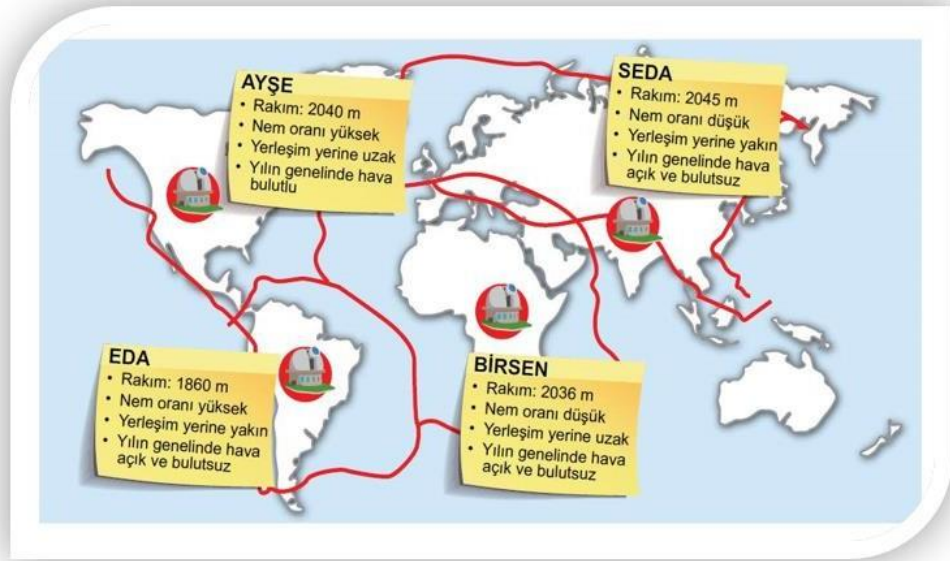 AYŞE
• Rakım: 2040 m
• Nem oranı yüksek
• Yerleşim yerine uzak
• Yılın genelinde hava
bulutlu
SEDA
• Rakım: 2045 m
• Nem oranı düşük
• Yerleşim yerine yakın
• Yılın genelinde hava
açık ve bulutsuz
EDA
• Rakım: 1860 m
• Nem oranı yüksek
• Yerleşim yerine yakın
• Yılın genelinde hava
açık ve bulutsuz
BİRSEN
• Rakım: 2036 m
• Nem oranı düşük
• Yerleşim yerine uzak
• Yılın genelinde hava
açık ve bulutsuz